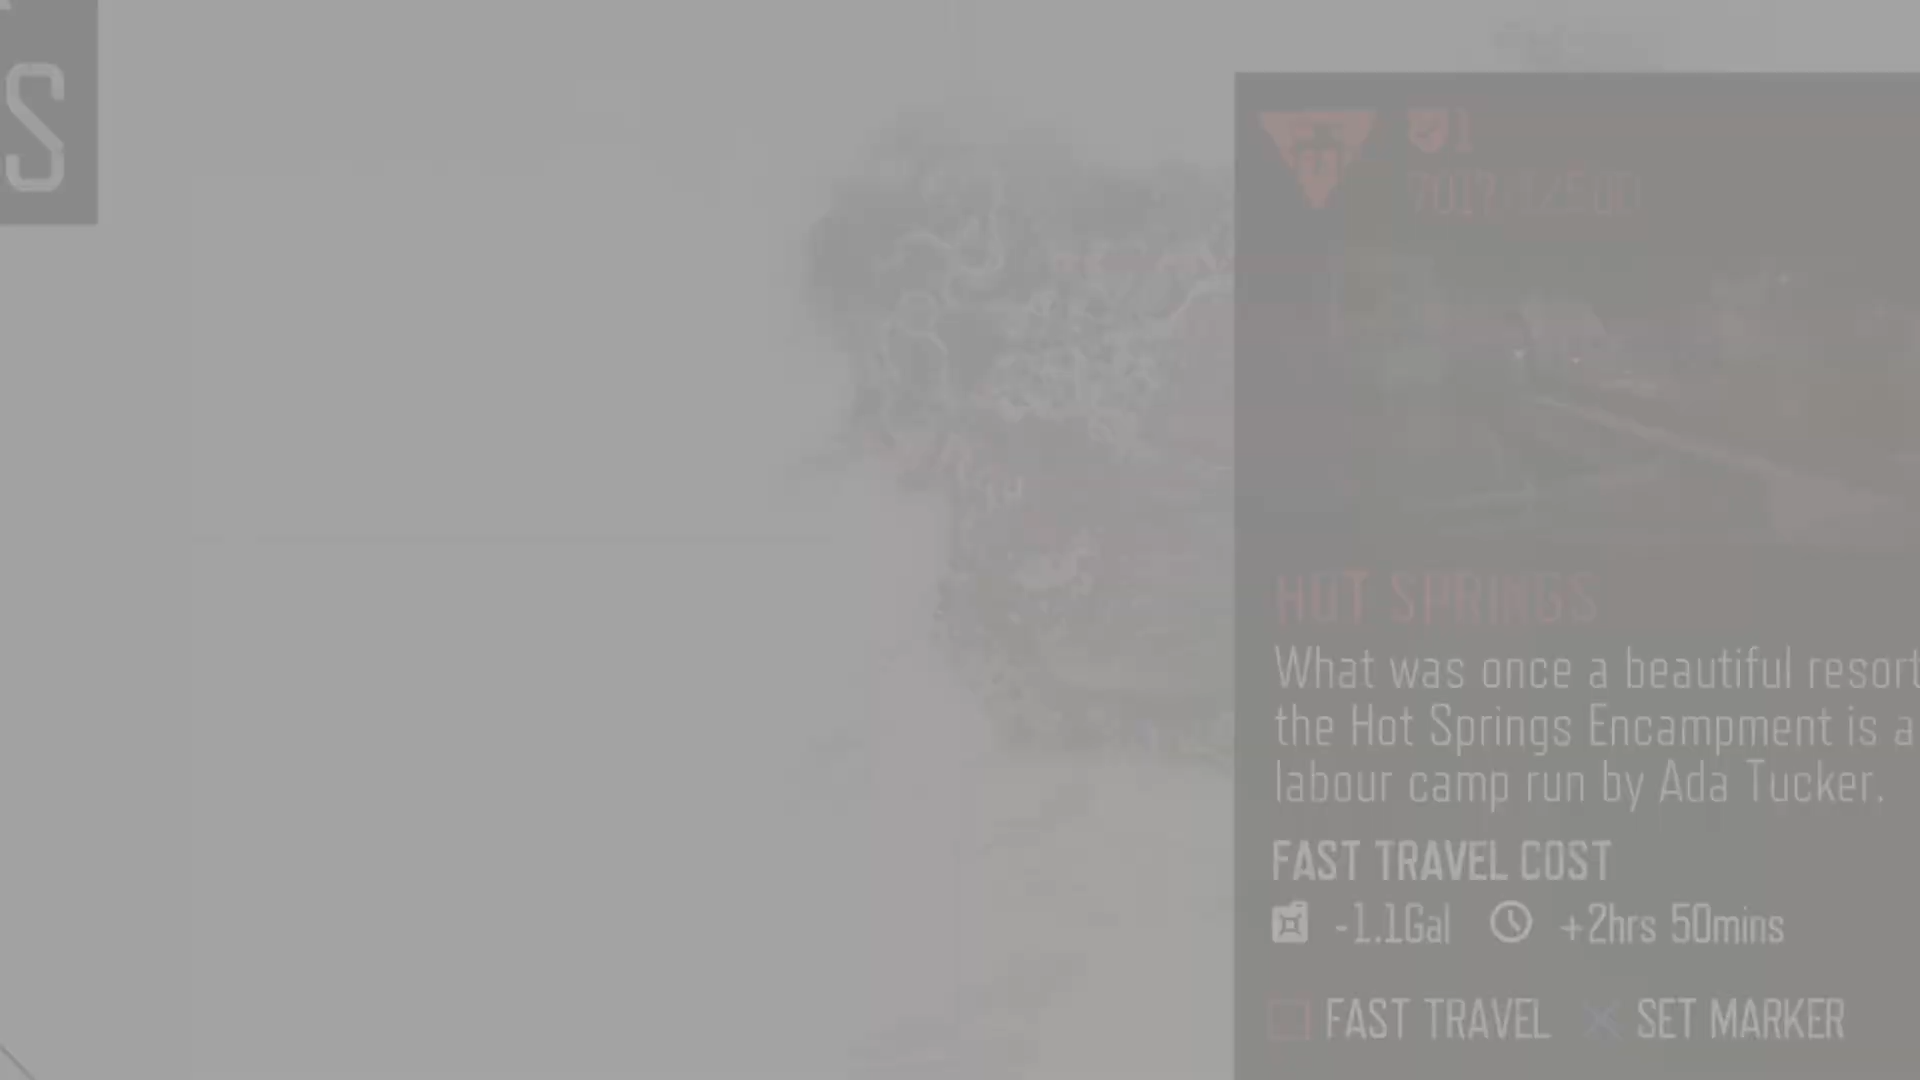 S
1
HOT SPRINGS
What was once a beautiful resort
the Hot Springs Encampment is a
labour camp run by Ada Tucker.
FAST TRAVEL COST
-1.1Gal +2hrs 50mins
FAST TRAVEL SET MARKER